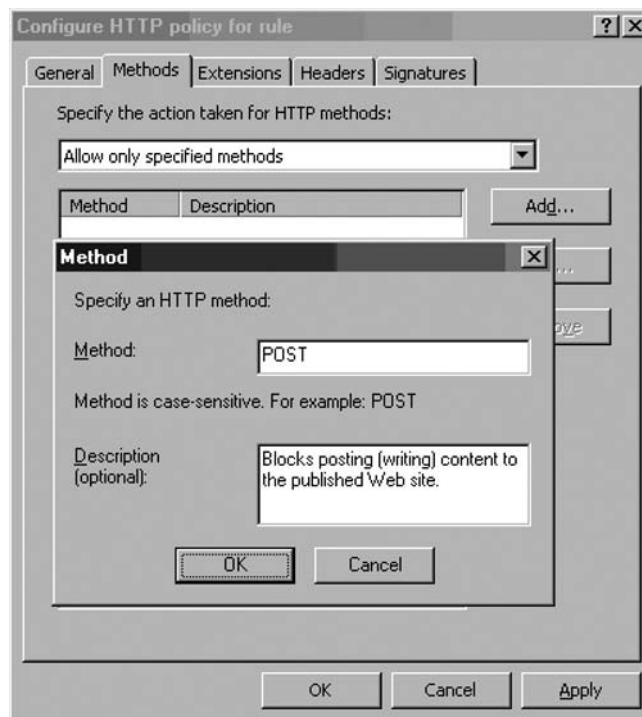 Configure HTTP policy for rule
General Methods Extensions Headers Signatures
Specify the action taken for HTTP methods:
Allow only specified methods
Method Description
Add...
Method
...
Specify an HTTP method:
Method: POST
Method is case-sensitive. For example: POST
Description
(optional):
Blocks posting (writing) content to
the published Web site.
OK Cancel
OK Cancel Apply